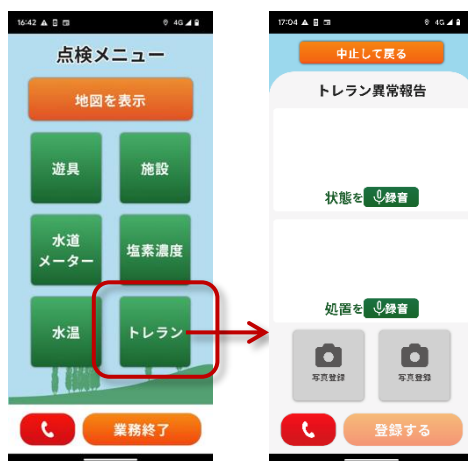 16:42
4G
点検メニュー
地図を表示
遊具
施設
水道
メーター
塩素濃度
水温
トレラン
業務終了
17:04
4G
中止して戻る
トレラン異常報告
状態を 録音
処置を 録音
写真登録
写真登録
登録する